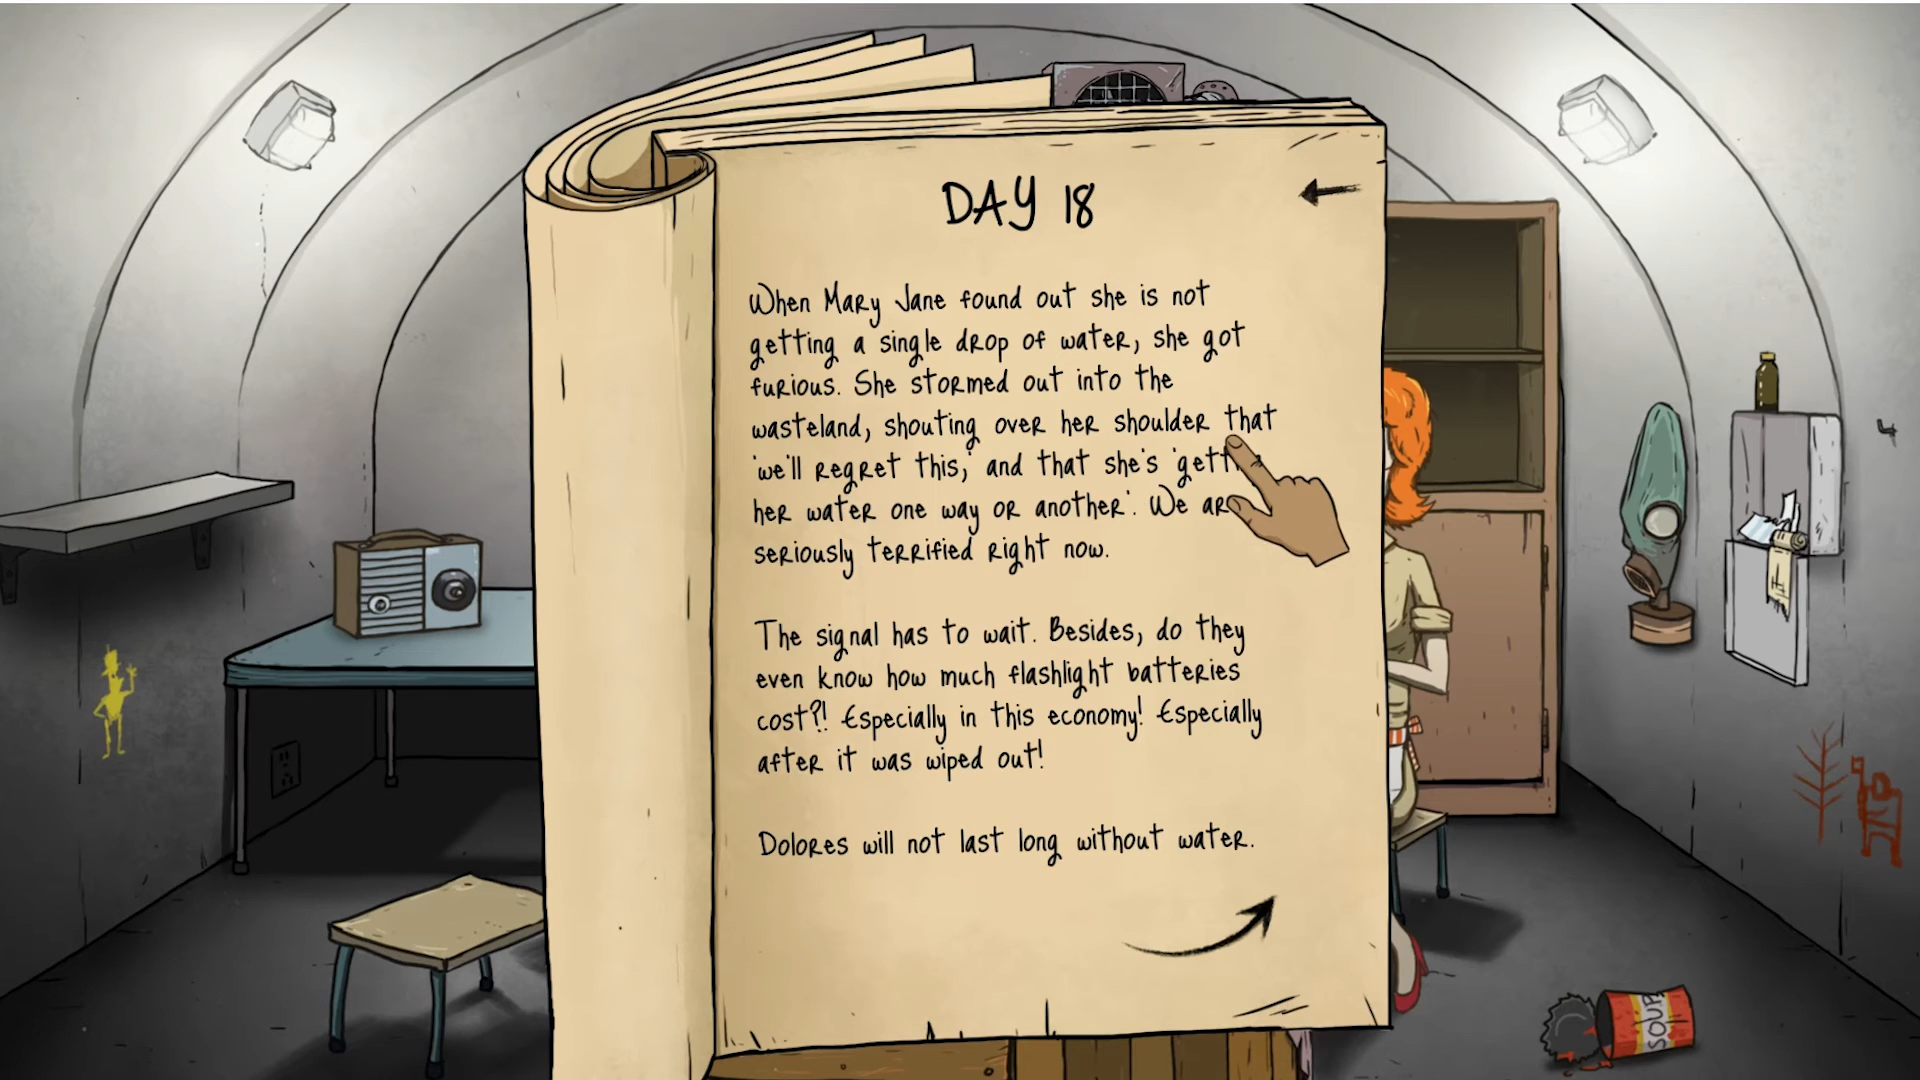 DAY 18
When Mary Jane found out she is not
getting a single drop of water, she got
furious. She stormed out into the
wasteland, shouting over her shoulder that
'we'll regret this,' and that she's
her water one way or another'. We
seriously terrified right now.
The signal has to wait. Besides, do they
even know how much flashlight batteries
cost?! Especially in this economy! Especially
after it was wiped out!
Dolores will not last long without water.
SOUP